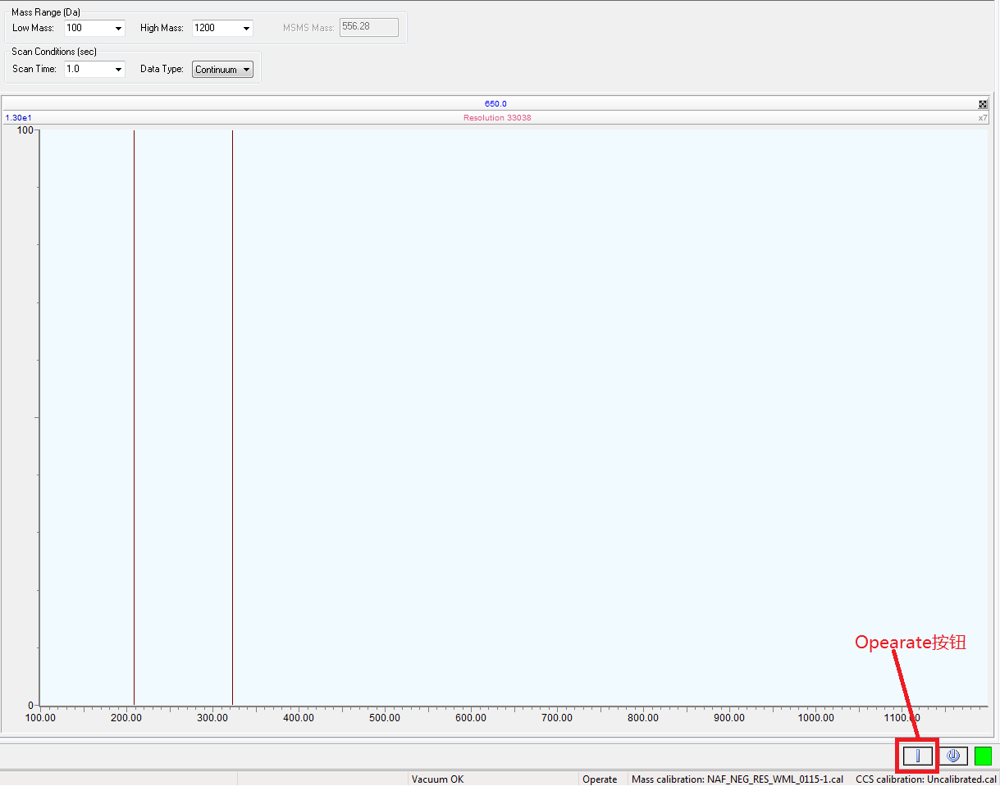 Mass Range (Da)
Low Mass: 100 High Mass: 1200 MSMS Mass: 556.28
Scan Conditions (sec)
Scan Time: 1.0 Data Type: Continuum
650.0
1.30e1 Resolution 33038 x7
100
Opearate按钮
0
100.00 200.00 300.00 400.00 500.00 600.00 700.00 800.00 900.00 1000.00 1100.00
Vacuum OK Operate Mass calibration: NAF_NEG_RES_WML_0115-1.cal CCS calibration: Uncalibrated.cal